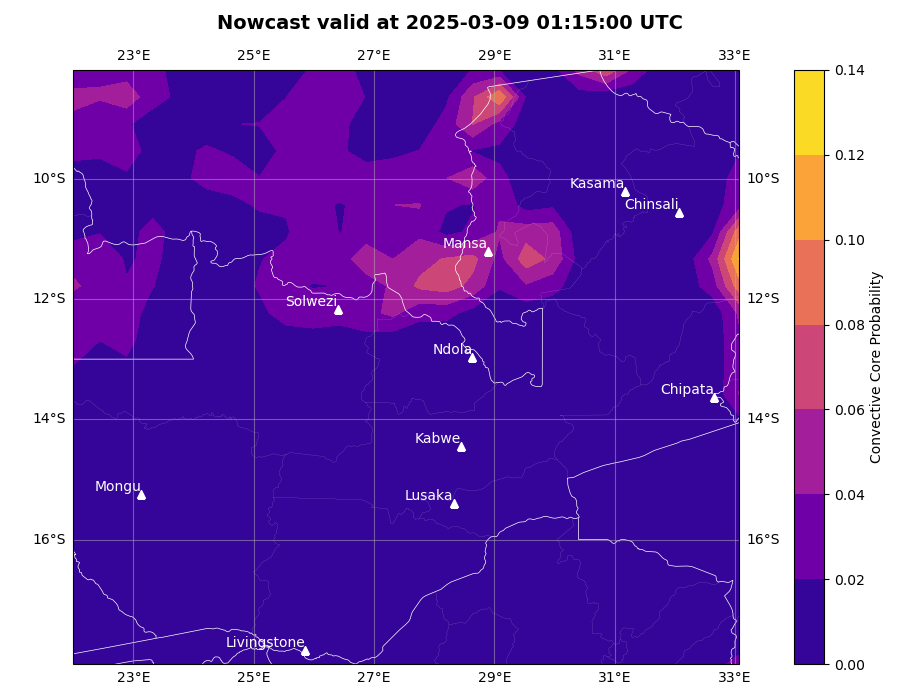 Nowcast valid at 2025-03-09 01:15:00 UTC
23°E 25°E 27°E 29°E 31°E 33°E
0.14
0.12
10°S Kasama 10°S
Chinsali
0.10
Mansa
12°S Solwezi 12°S
0.08
Ndola
Chipata
0.06
14°S 14°S
Kabwe
Mongu Lusaka
0.04
16°S 16°S
0.02
Livingstone
0.00
23°E 25°E 27°E 29°E 31°E 33°E
Convective Core Probability